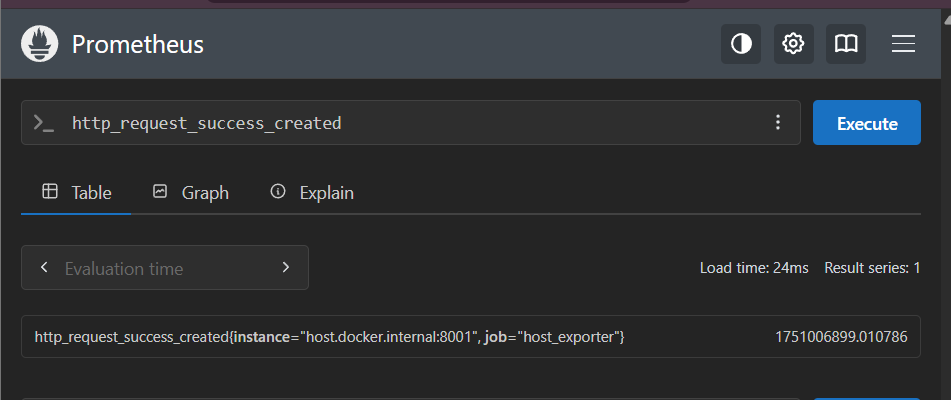 Prometheus
http_request_success_created
Execute
Table Graph Explain
Evaluation time
Load time: 24ms Result series: 1
http_request_success_created{instance="host.docker.internal:8001", job="host_exporter"} 1751006899.010786